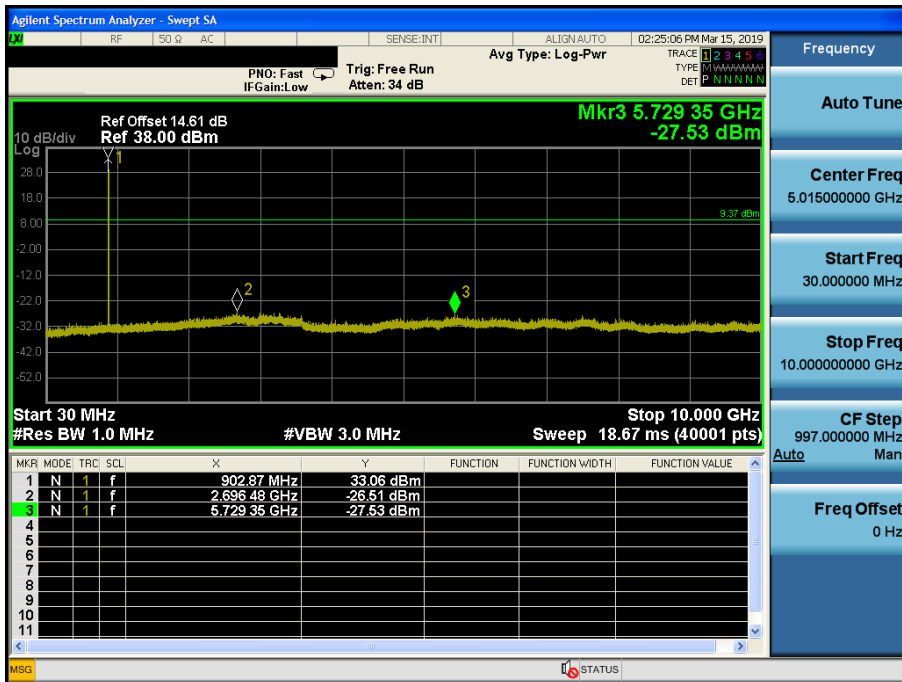 Agilent Spectrum Analyzer - Swept SA
LXI RF 50 Ω AC SENSE:INT ALIGN AUTO 02:25:06 PM Mar 15, 2019
Avg Type: Log-Pwr TRACE 1 2 3 4 5 6
PNO: Fast Trig: Free Run TYPE M W W W W W
IFGain:Low Atten: 34 dB DET P N N N N N
Mkr3 5.729 35 GHz
-27.53 dBm
Ref Offset 14.61 dB
10 dB/div Ref 38.00 dBm
Log
1
28.0
18.0
9.37 dBm
8.00
-2.00
-12.0
2
3
-22.0
-32.0
-42.0
-52.0
Start 30 MHz Stop 10.000 GHz
#Res BW 1.0 MHz #VBW 3.0 MHz Sweep 18.67 ms (40001 pts)
MKR MODE TRC SCL X Y FUNCTION FUNCTION WIDTH FUNCTION VALUE
1 N 1 f 902.87 MHz 33.06 dBm
2 N 1 f 2.696 48 GHz -26.51 dBm
3 N 1 f 5.729 35 GHz -27.53 dBm
4
5
6
7
8
9
10
11
MSG STATUS
Frequency
Auto Tune
Center Freq
5.015000000 GHz
Start Freq
30.000000 MHz
Stop Freq
10.000000000 GHz
CF Step
997.000000 MHz
Auto Man
Freq Offset
0 Hz